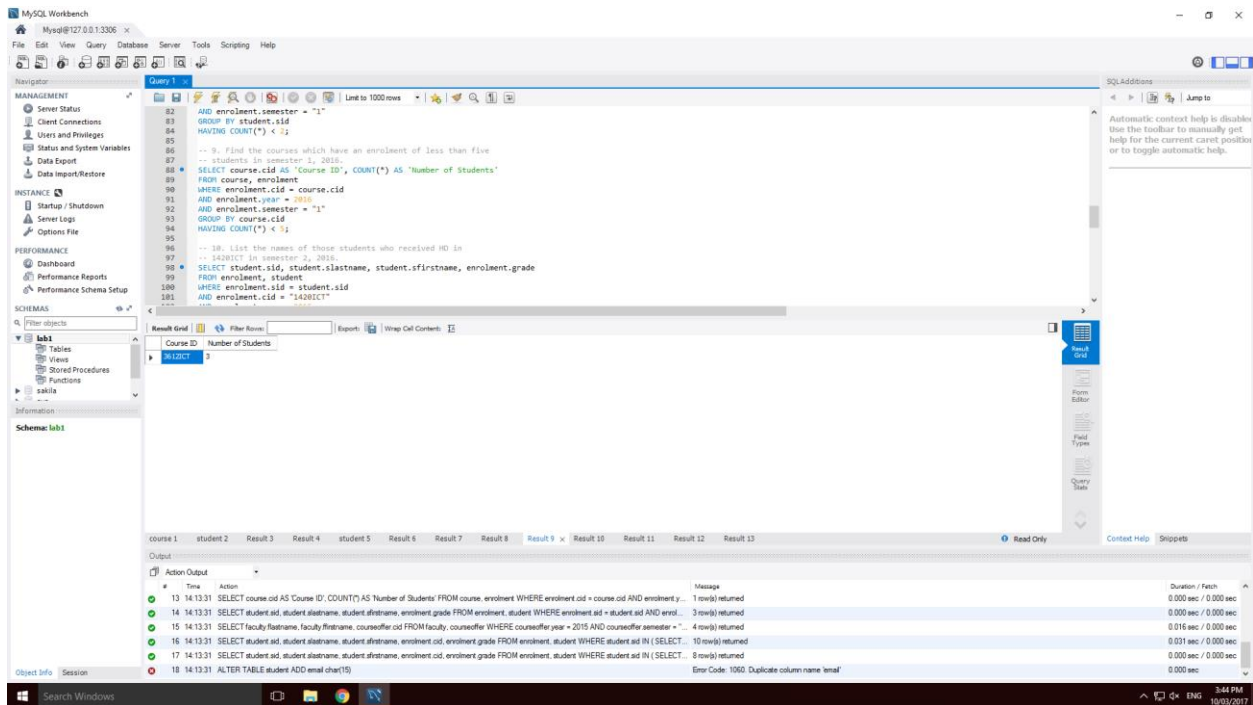 MySQL Workbench
Mysql@127.0.0.1:3306 ×
File Edit View Query Database Server Tools Scripting Help
Navigator
MANAGEMENT
Server Status
Client Connections
Users and Privileges
Status and System Variables
Data Export
Data Import/Restore
INSTANCE
Startup / Shutdown
Server Logs
Options File
PERFORMANCE
Dashboard
Performance Reports
Performance Schema Setup
SCHEMAS
Filter objects
lab1
Tables
Views
Stored Procedures
Functions
sakila
Information
Schema: lab1
Object Info Session
Query 1 ×
Limit to 1000 rows
82 AND enrolment.semester = "1"
83 GROUP BY student.sid
84 HAVING COUNT(*) < 2;
85
86 -- 9. Find the courses which have an enrolment of less than five
87 -- students in semester 1, 2016.
88 SELECT course.cid AS 'Course ID', COUNT(*) AS 'Number of Students'
89 FROM course, enrolment
90 WHERE enrolment.cid = course.cid
91 AND enrolment.year = 2016
92 AND enrolment.semester = "1"
93 GROUP BY course.cid
94 HAVING COUNT(*) < 5;
95
96 -- 10. List the names of those students who received HD in
97 -- 1420ICT in semester 2, 2016.
98 SELECT student.sid, student.slastname, student.sfirstname, enrolment.grade
99 FROM enrolment, student
100 WHERE enrolment.sid = student.sid
101 AND enrolment.cid = "1420ICT"
Result Grid Filter Rows: Export: Wrap Cell Content:
Course ID Number of Students
3612ICT 3
Result Grid
Form Editor
Field Types
Query Stats
course 1 student 2 Result 3 Result 4 student 5 Result 6 Result 7 Result 8 Result 9 × Result 10 Result 11 Result 12 Result 13 Read Only
Output
Action Output
# Time Action Message Duration / Fetch
13 14:13:31 SELECT course.cid AS 'Course ID', COUNT(*) AS 'Number of Students' FROM course, enrolment WHERE enrolment.cid = course.cid AND enrolment.y... 1 row(s) returned 0.000 sec / 0.000 sec
14 14:13:31 SELECT student.sid, student.slastname, student.sfirstname, enrolment.grade FROM enrolment, student WHERE enrolment.sid = student.sid AND enrol... 3 row(s) returned 0.000 sec / 0.000 sec
15 14:13:31 SELECT faculty.flastname, faculty.ffirstname, courseoffer.cid FROM faculty, courseoffer WHERE courseoffer.year = 2015 AND courseoffer.semester = "... 4 row(s) returned 0.016 sec / 0.000 sec
16 14:13:31 SELECT student.sid, student.slastname, student.sfirstname, enrolment.cid, enrolment.grade FROM enrolment, student WHERE student.sid IN ( SELECT... 10 row(s) returned 0.031 sec / 0.000 sec
17 14:13:31 SELECT student.sid, student.slastname, student.sfirstname, enrolment.cid, enrolment.grade FROM enrolment, student WHERE student.sid IN ( SELECT... 8 row(s) returned 0.000 sec / 0.000 sec
18 14:13:31 ALTER TABLE student ADD email char(15) Error Code: 1060. Duplicate column name 'email' 0.000 sec
SQLAdditions
Jump to
Automatic context help is disabled
Use the toolbar to manually get
help for the current caret position
or to toggle automatic help.
Context Help Snippets
Search Windows
ENG
3:44 PM
10/03/2017